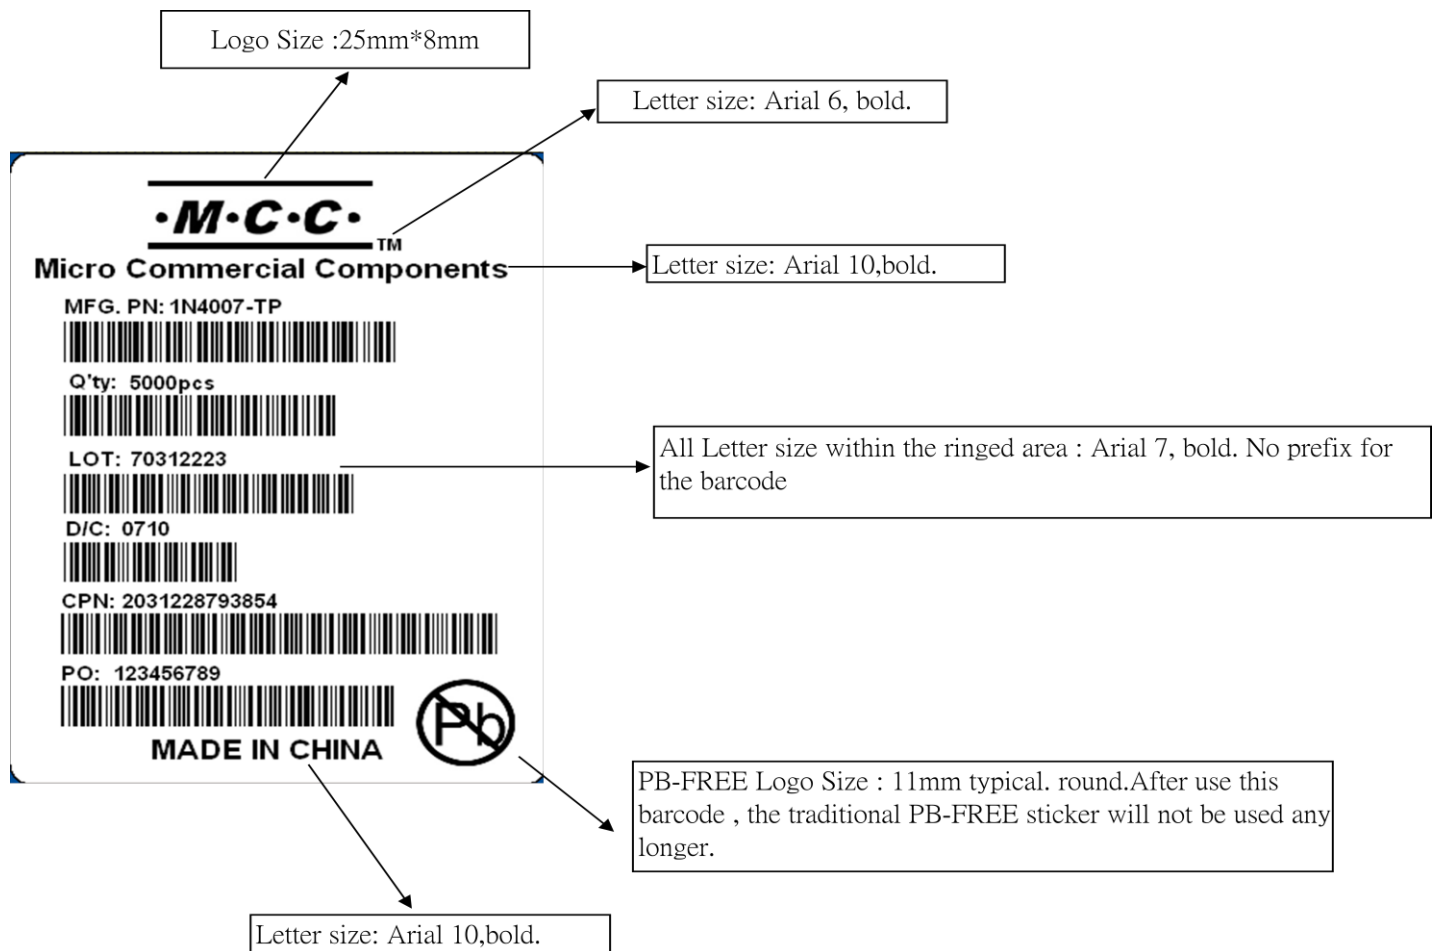 Logo Size :25mm*8mm
Letter size: Arial 6, bold.
·M·C·C·
TM
Micro Commercial Components
Letter size: Arial 10,bold.
MFG. PN: 1N4007-TP
Q'ty: 5000pcs
All Letter size within the ringed area : Arial 7, bold. No prefix for
the barcode
LOT: 70312223
D/C: 0710
CPN: 2031228793854
PO: 123456789
Pb
MADE IN CHINA
PB-FREE Logo Size : 11mm typical. round.After use this
barcode , the traditional PB-FREE sticker will not be used any
longer.
Letter size: Arial 10,bold.